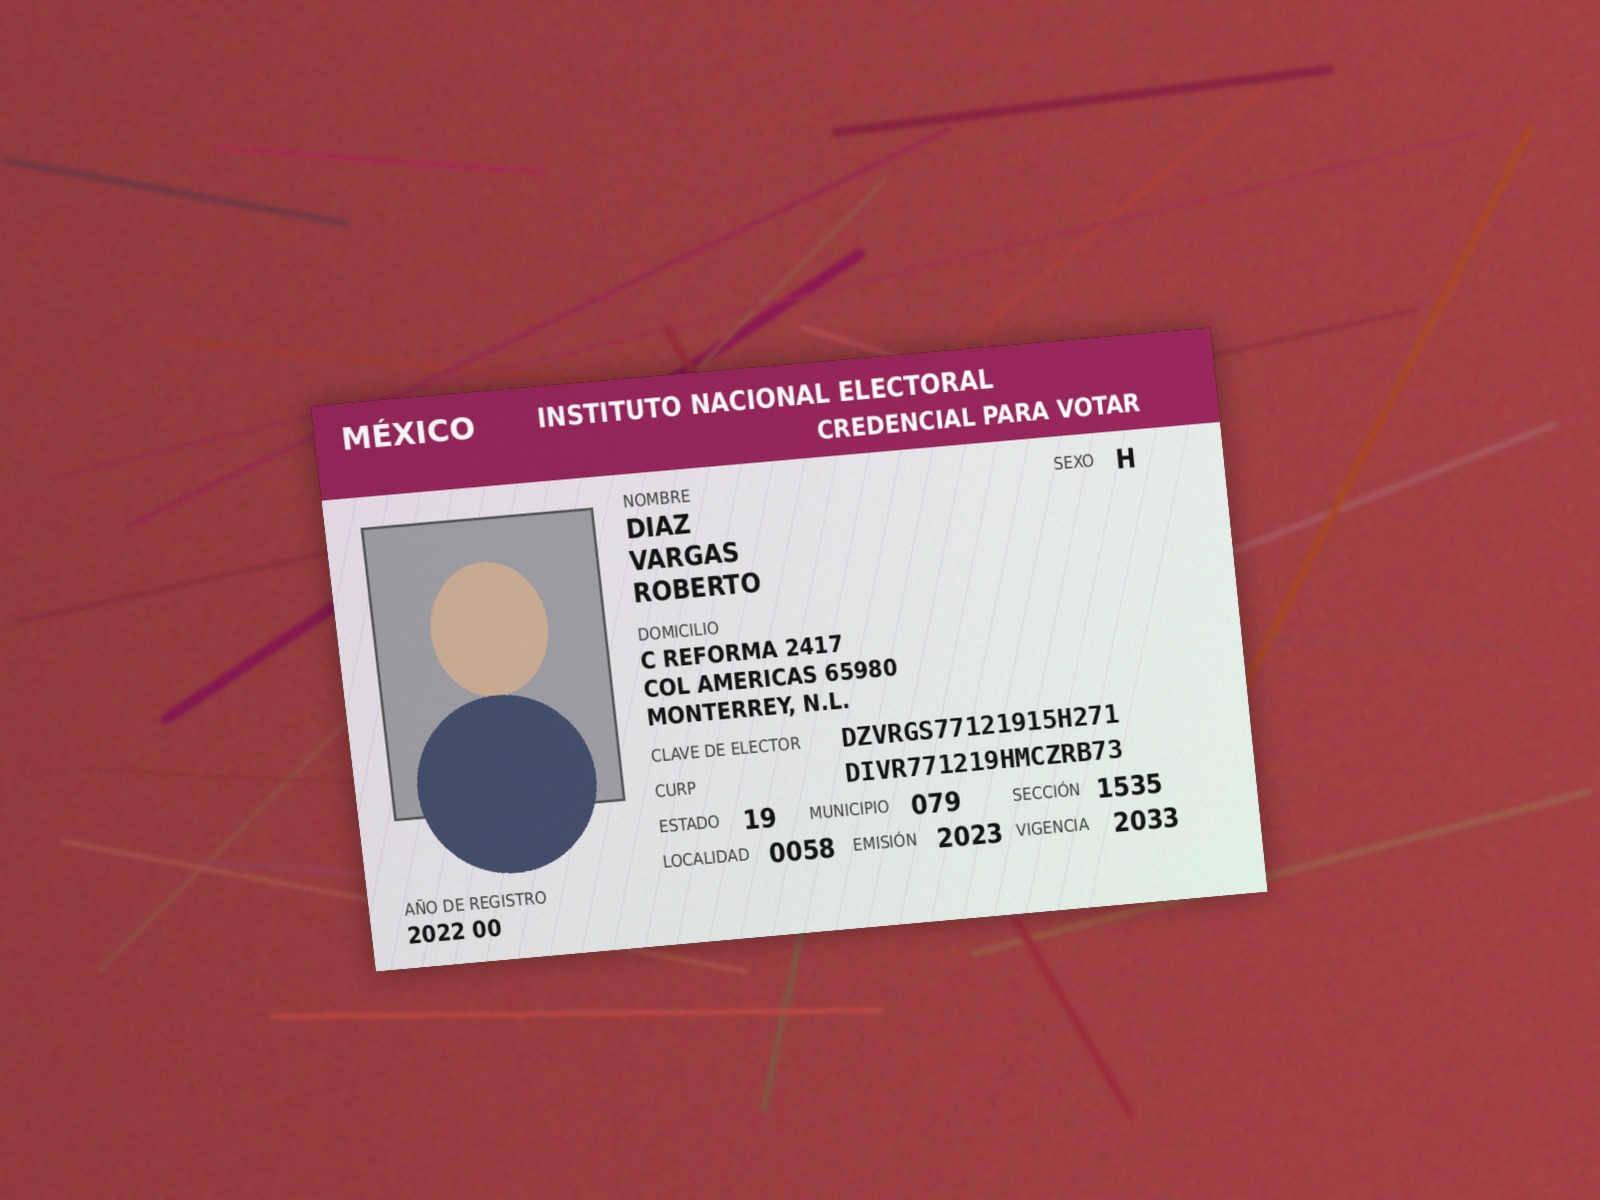 MÉXICO
INSTITUTO NACIONAL ELECTORAL
CREDENCIAL PARA VOTAR
SEXO H
NOMBRE
DIAZ
VARGAS
ROBERTO
DOMICILIO
C REFORMA 2417
COL AMERICAS 65980
MONTERREY, N.L.
CLAVE DE ELECTOR DZVRGS77121915H271
CURP DIVR771219HMCZRB73
ESTADO 19 MUNICIPIO 079 SECCIÓN 1535
LOCALIDAD 0058 EMISIÓN 2023 VIGENCIA 2033
AÑO DE REGISTRO
2022 00